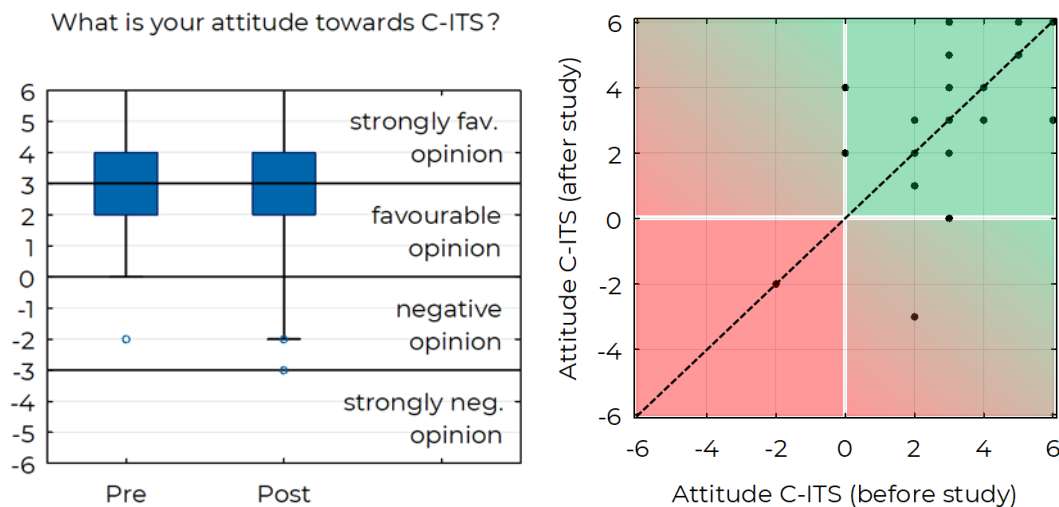 What is your attitude towards C-ITS?
6
5
4
3
2
1
0
-1
-2
-3
-4
-5
-6
strongly fav.
opinion
favourable
opinion
negative
opinion
strongly neg.
opinion
Pre Post
Attitude C-ITS (after study)
6
4
2
0
-2
-4
-6
-6 -4 -2 0 2 4 6
Attitude C-ITS (before study)